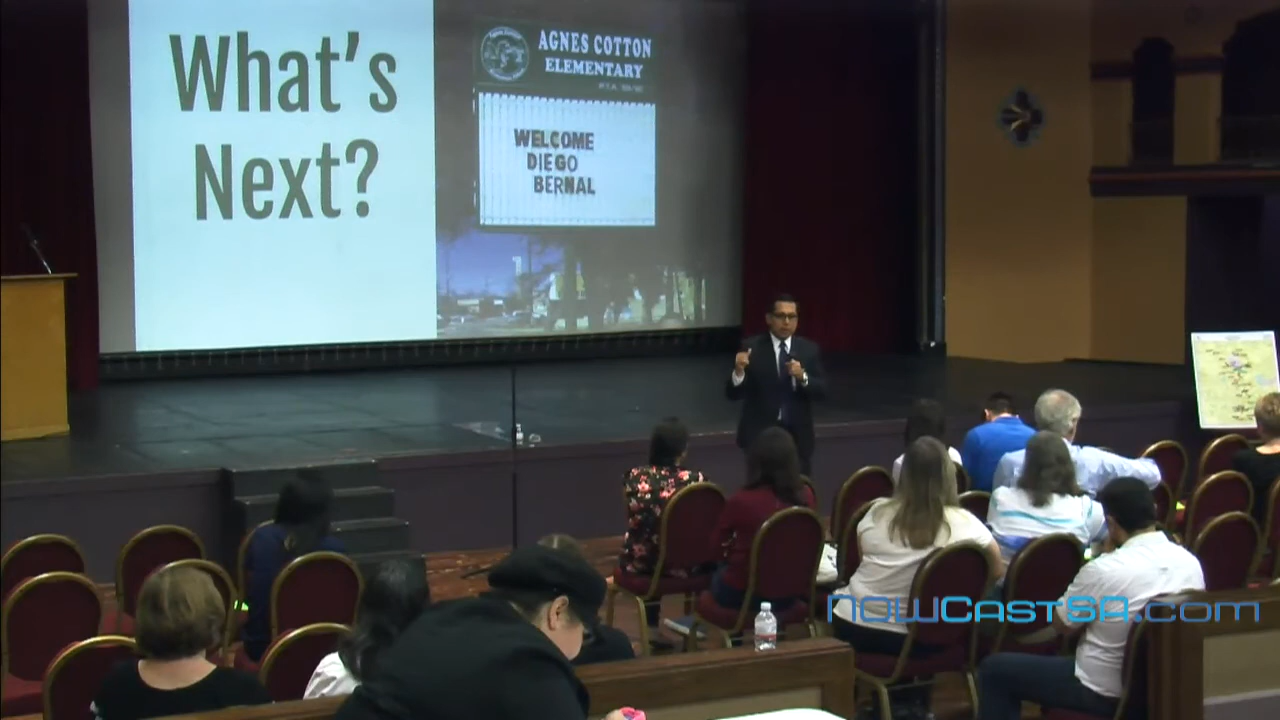 What's
Next?
AGNES COTTON
ELEMENTARY
WELCOME
DIEGO
BERNAL
NOWCASTSA.com